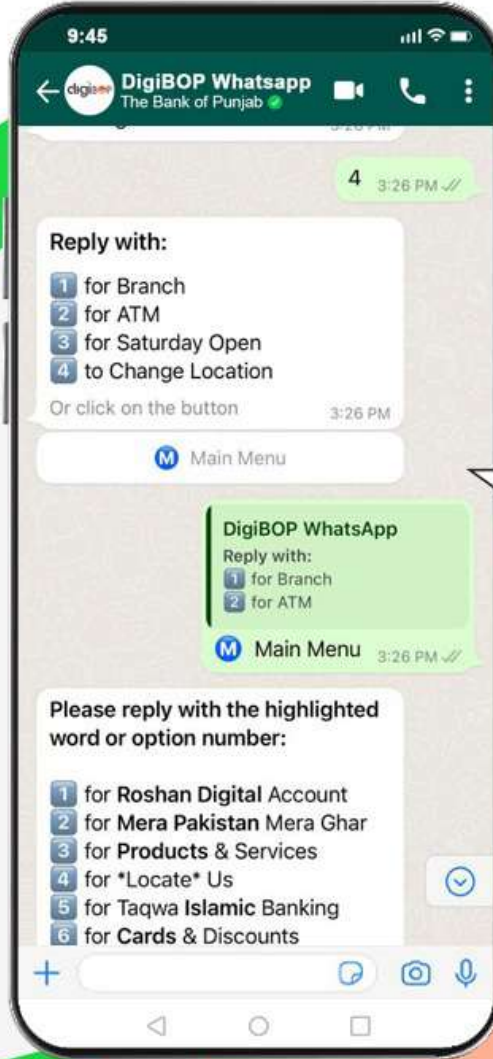 9:45
digiBOP
DigiBOP Whatsapp
The Bank of Punjab
4 3:26 PM
Reply with:
1 for Branch
2 for ATM
3 for Saturday Open
4 to Change Location
Or click on the button 3:26 PM
M Main Menu
DigiBOP WhatsApp
Reply with:
1 for Branch
2 for ATM
M Main Menu 3:26 PM
Please reply with the highlighted
word or option number:
1 for Roshan Digital Account
2 for Mera Pakistan Mera Ghar
3 for Products & Services
4 for *Locate* Us
5 for Taqwa Islamic Banking
6 for Cards & Discounts